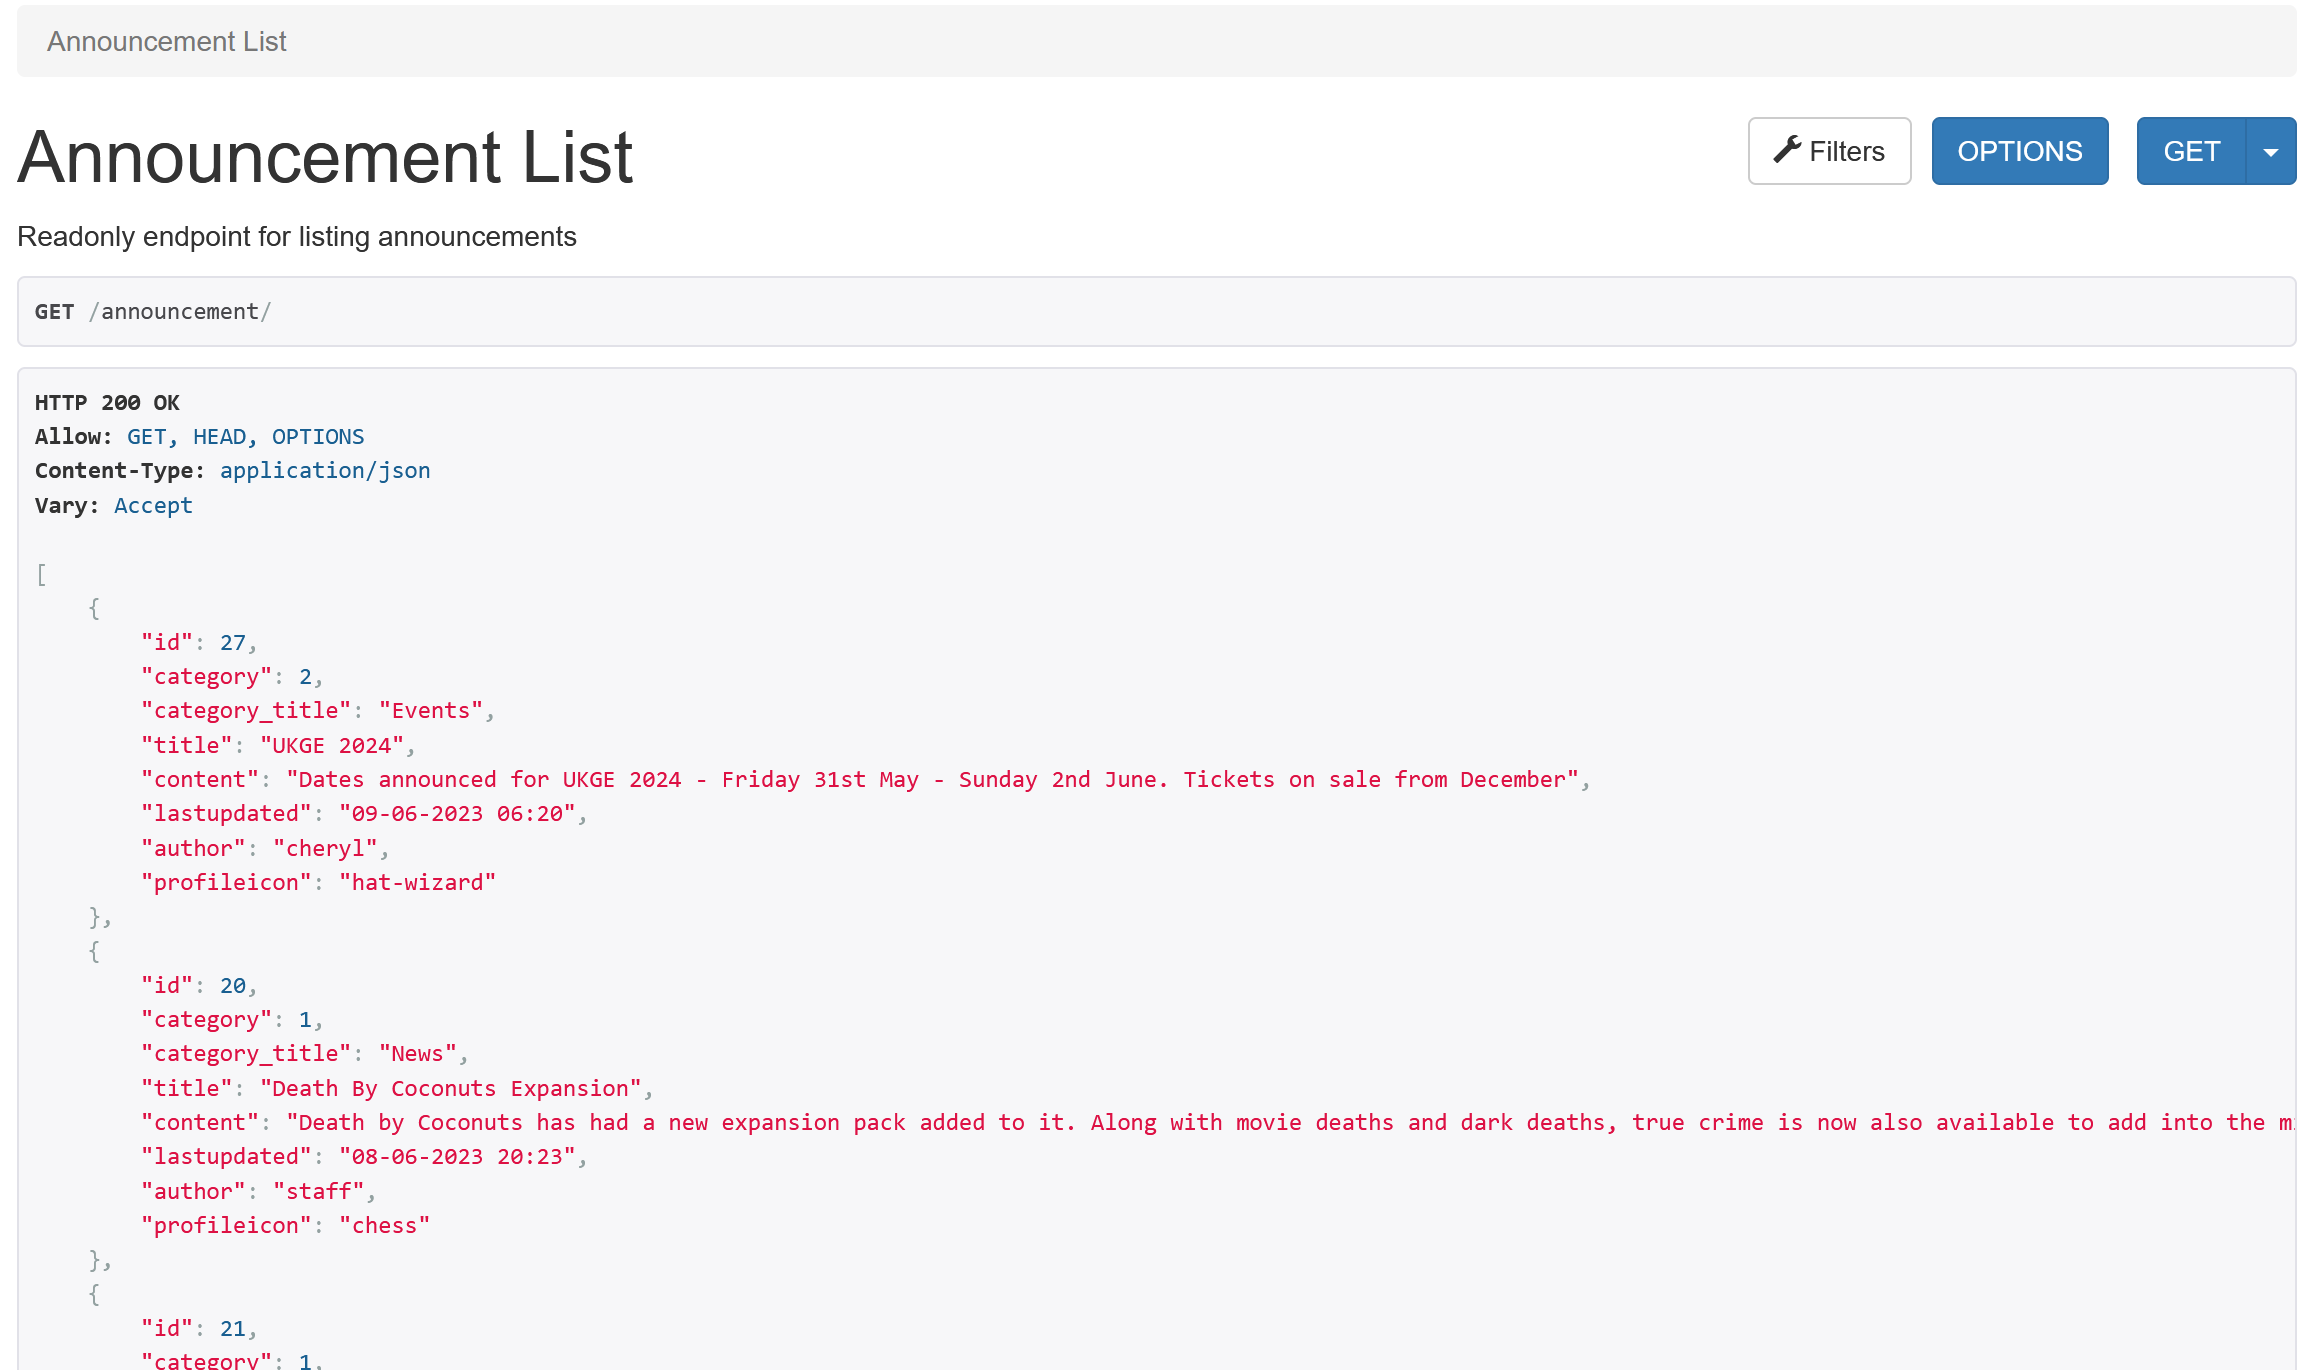 Announcement List
Announcement List
Filters
OPTIONS
GET
Readonly endpoint for listing announcements
GET /announcement/
HTTP 200 OK
Allow: GET, HEAD, OPTIONS
Content-Type: application/json
Vary: Accept
[
    {
        "id": 27,
        "category": 2,
        "category_title": "Events",
        "title": "UKGE 2024",
        "content": "Dates announced for UKGE 2024 - Friday 31st May - Sunday 2nd June. Tickets on sale from December",
        "lastupdated": "09-06-2023 06:20",
        "author": "cheryl",
        "profileicon": "hat-wizard"
    },
    {
        "id": 20,
        "category": 1,
        "category_title": "News",
        "title": "Death By Coconuts Expansion",
        "content": "Death by Coconuts has had a new expansion pack added to it. Along with movie deaths and dark deaths, true crime is now also available to add into the
        "lastupdated": "08-06-2023 20:23",
        "author": "staff",
        "profileicon": "chess"
    },
    {
        "id": 21,
        "category": 1,